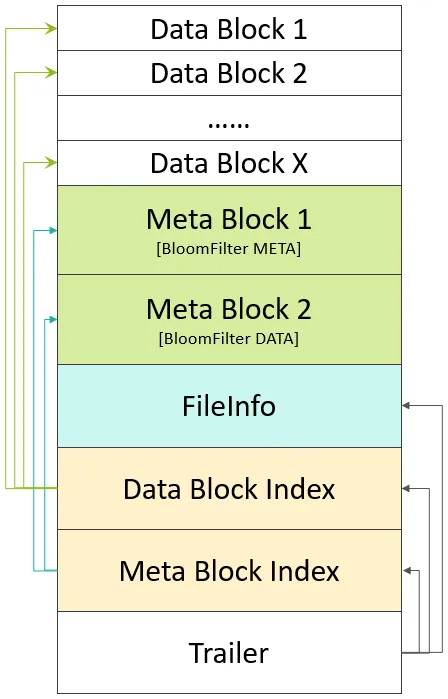 Data Block 1
Data Block 2
......
Data Block X
Meta Block 1
[BloomFilter META]
Meta Block 2
[BloomFilter DATA]
FileInfo
Data Block Index
Meta Block Index
Trailer